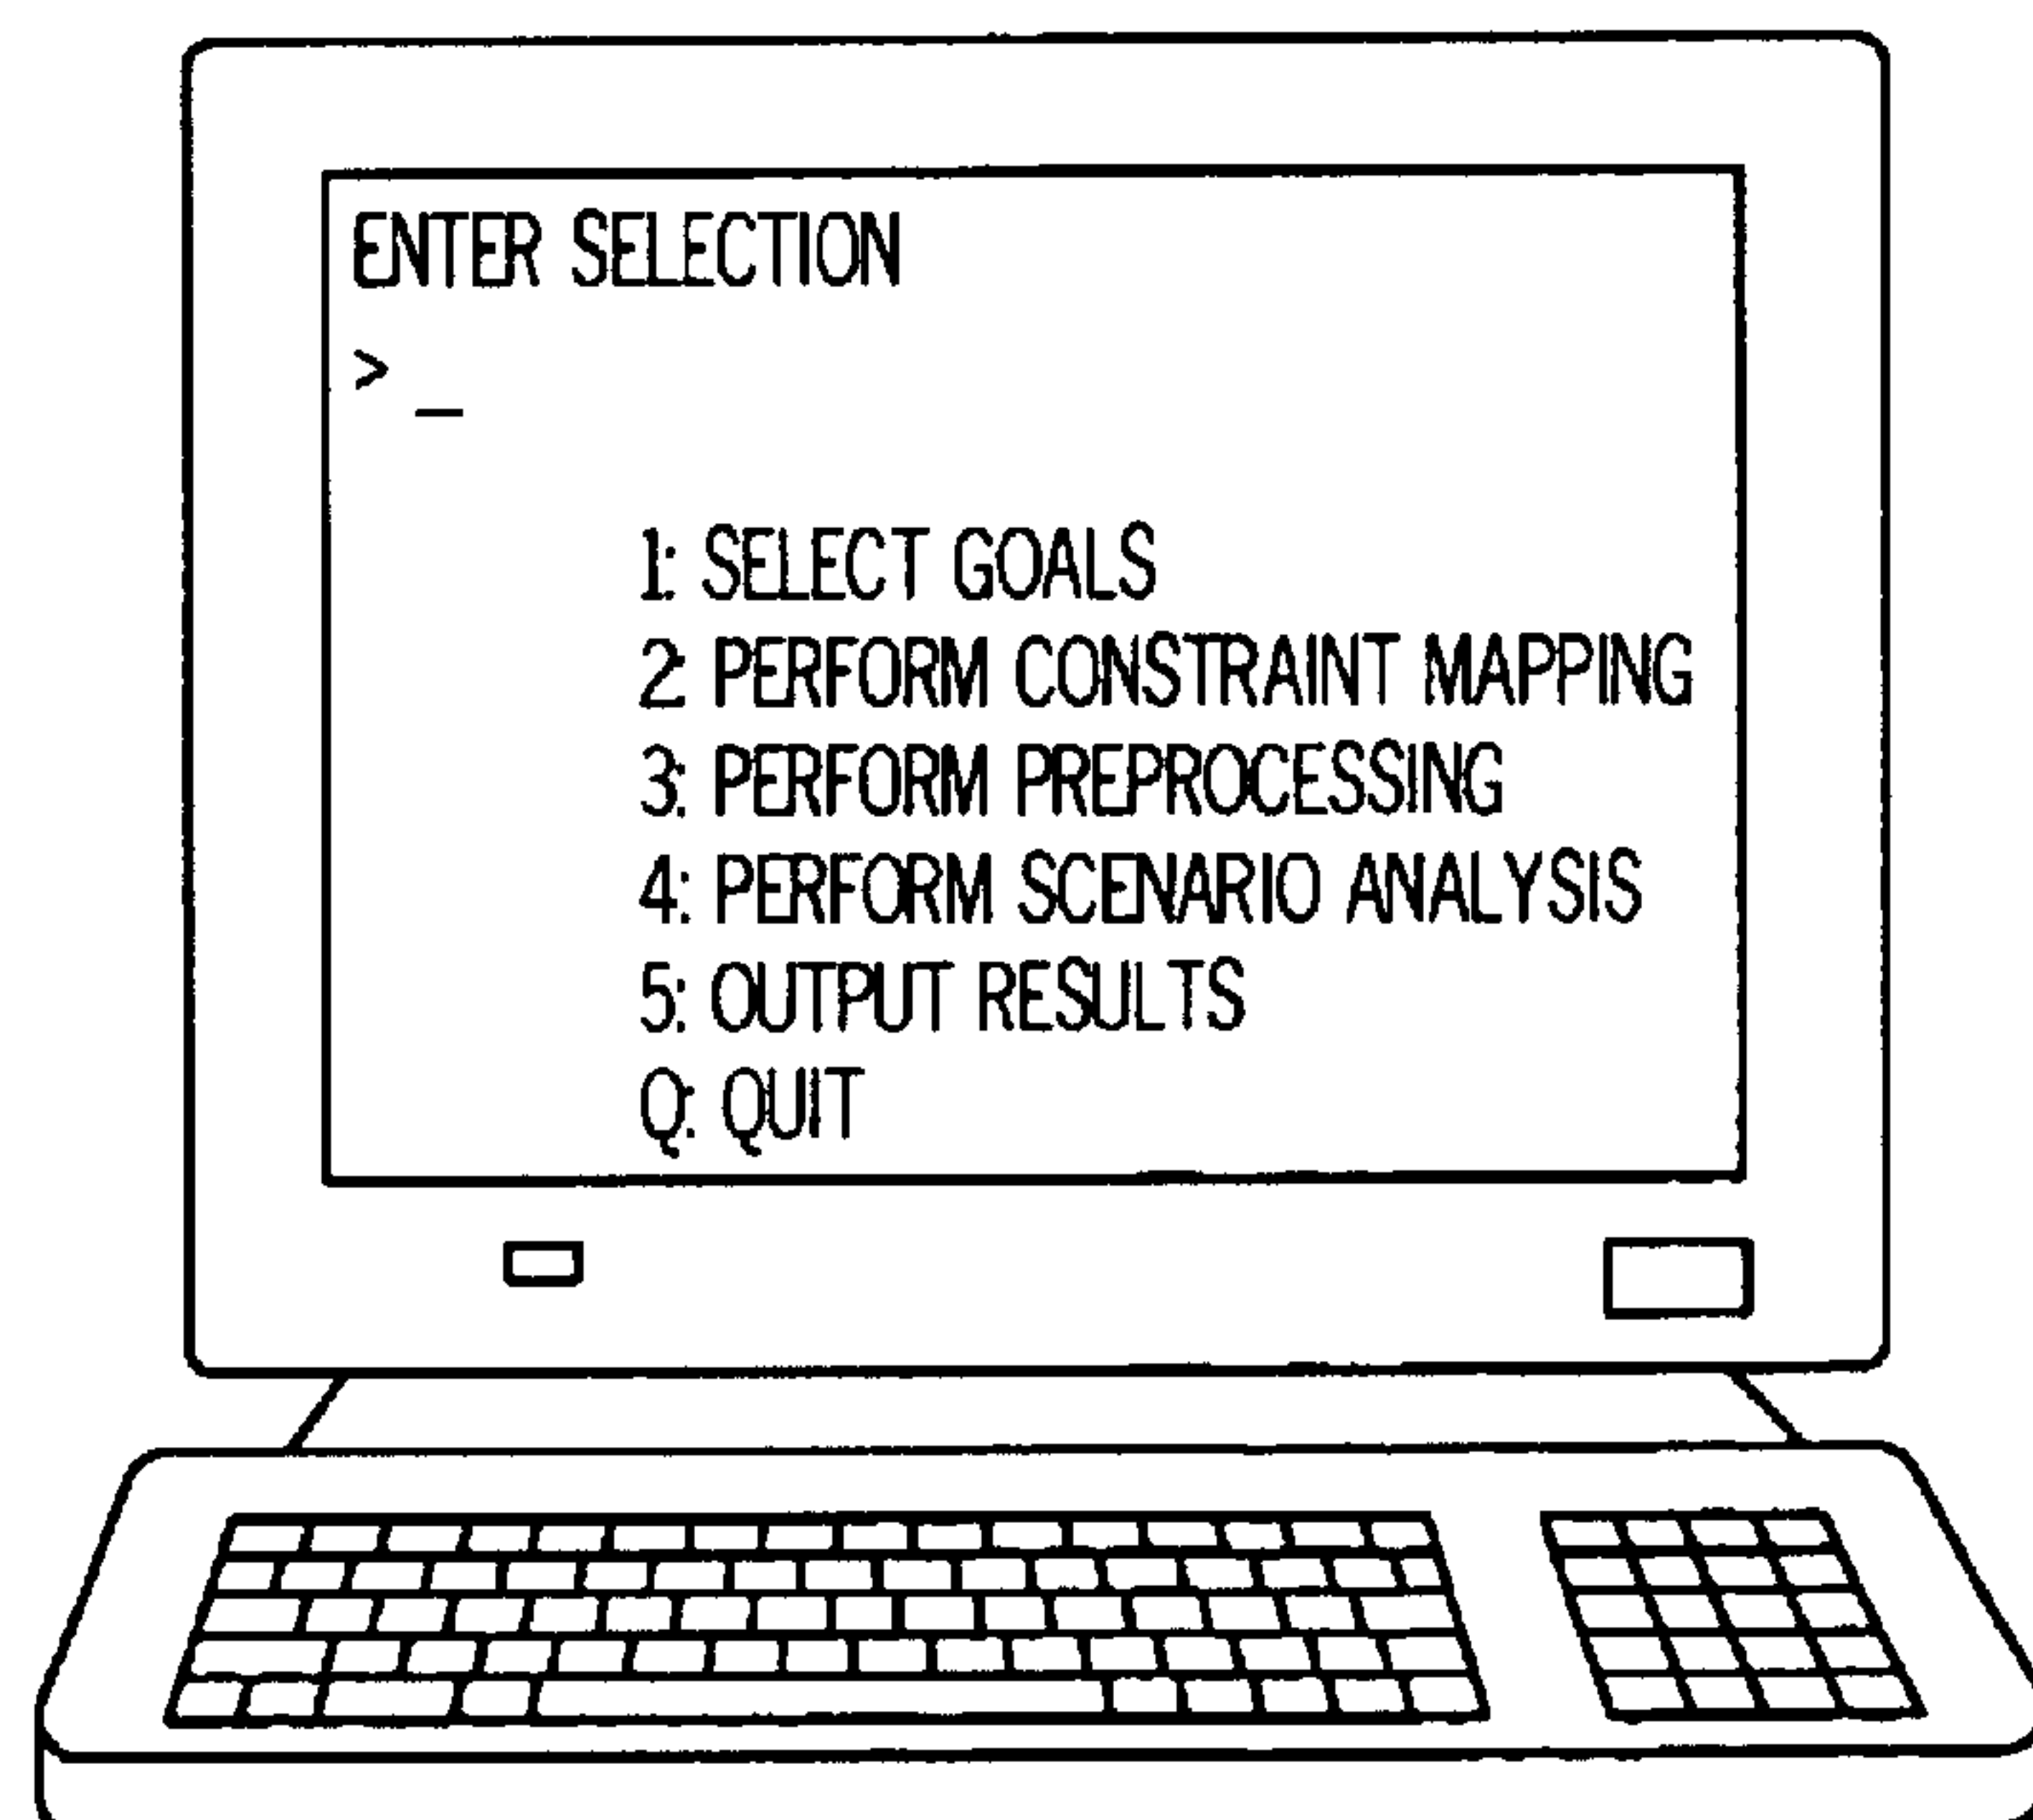 ENTER SELECTION
> _
1: SELECT GOALS
2 PERFORM CONSTRAINT MAPPING
3: PERFORM PREPROCESSING
4: PERFORM SCENARIO ANALYSIS
5: OUTPUT RESULTS
Q: QUIT